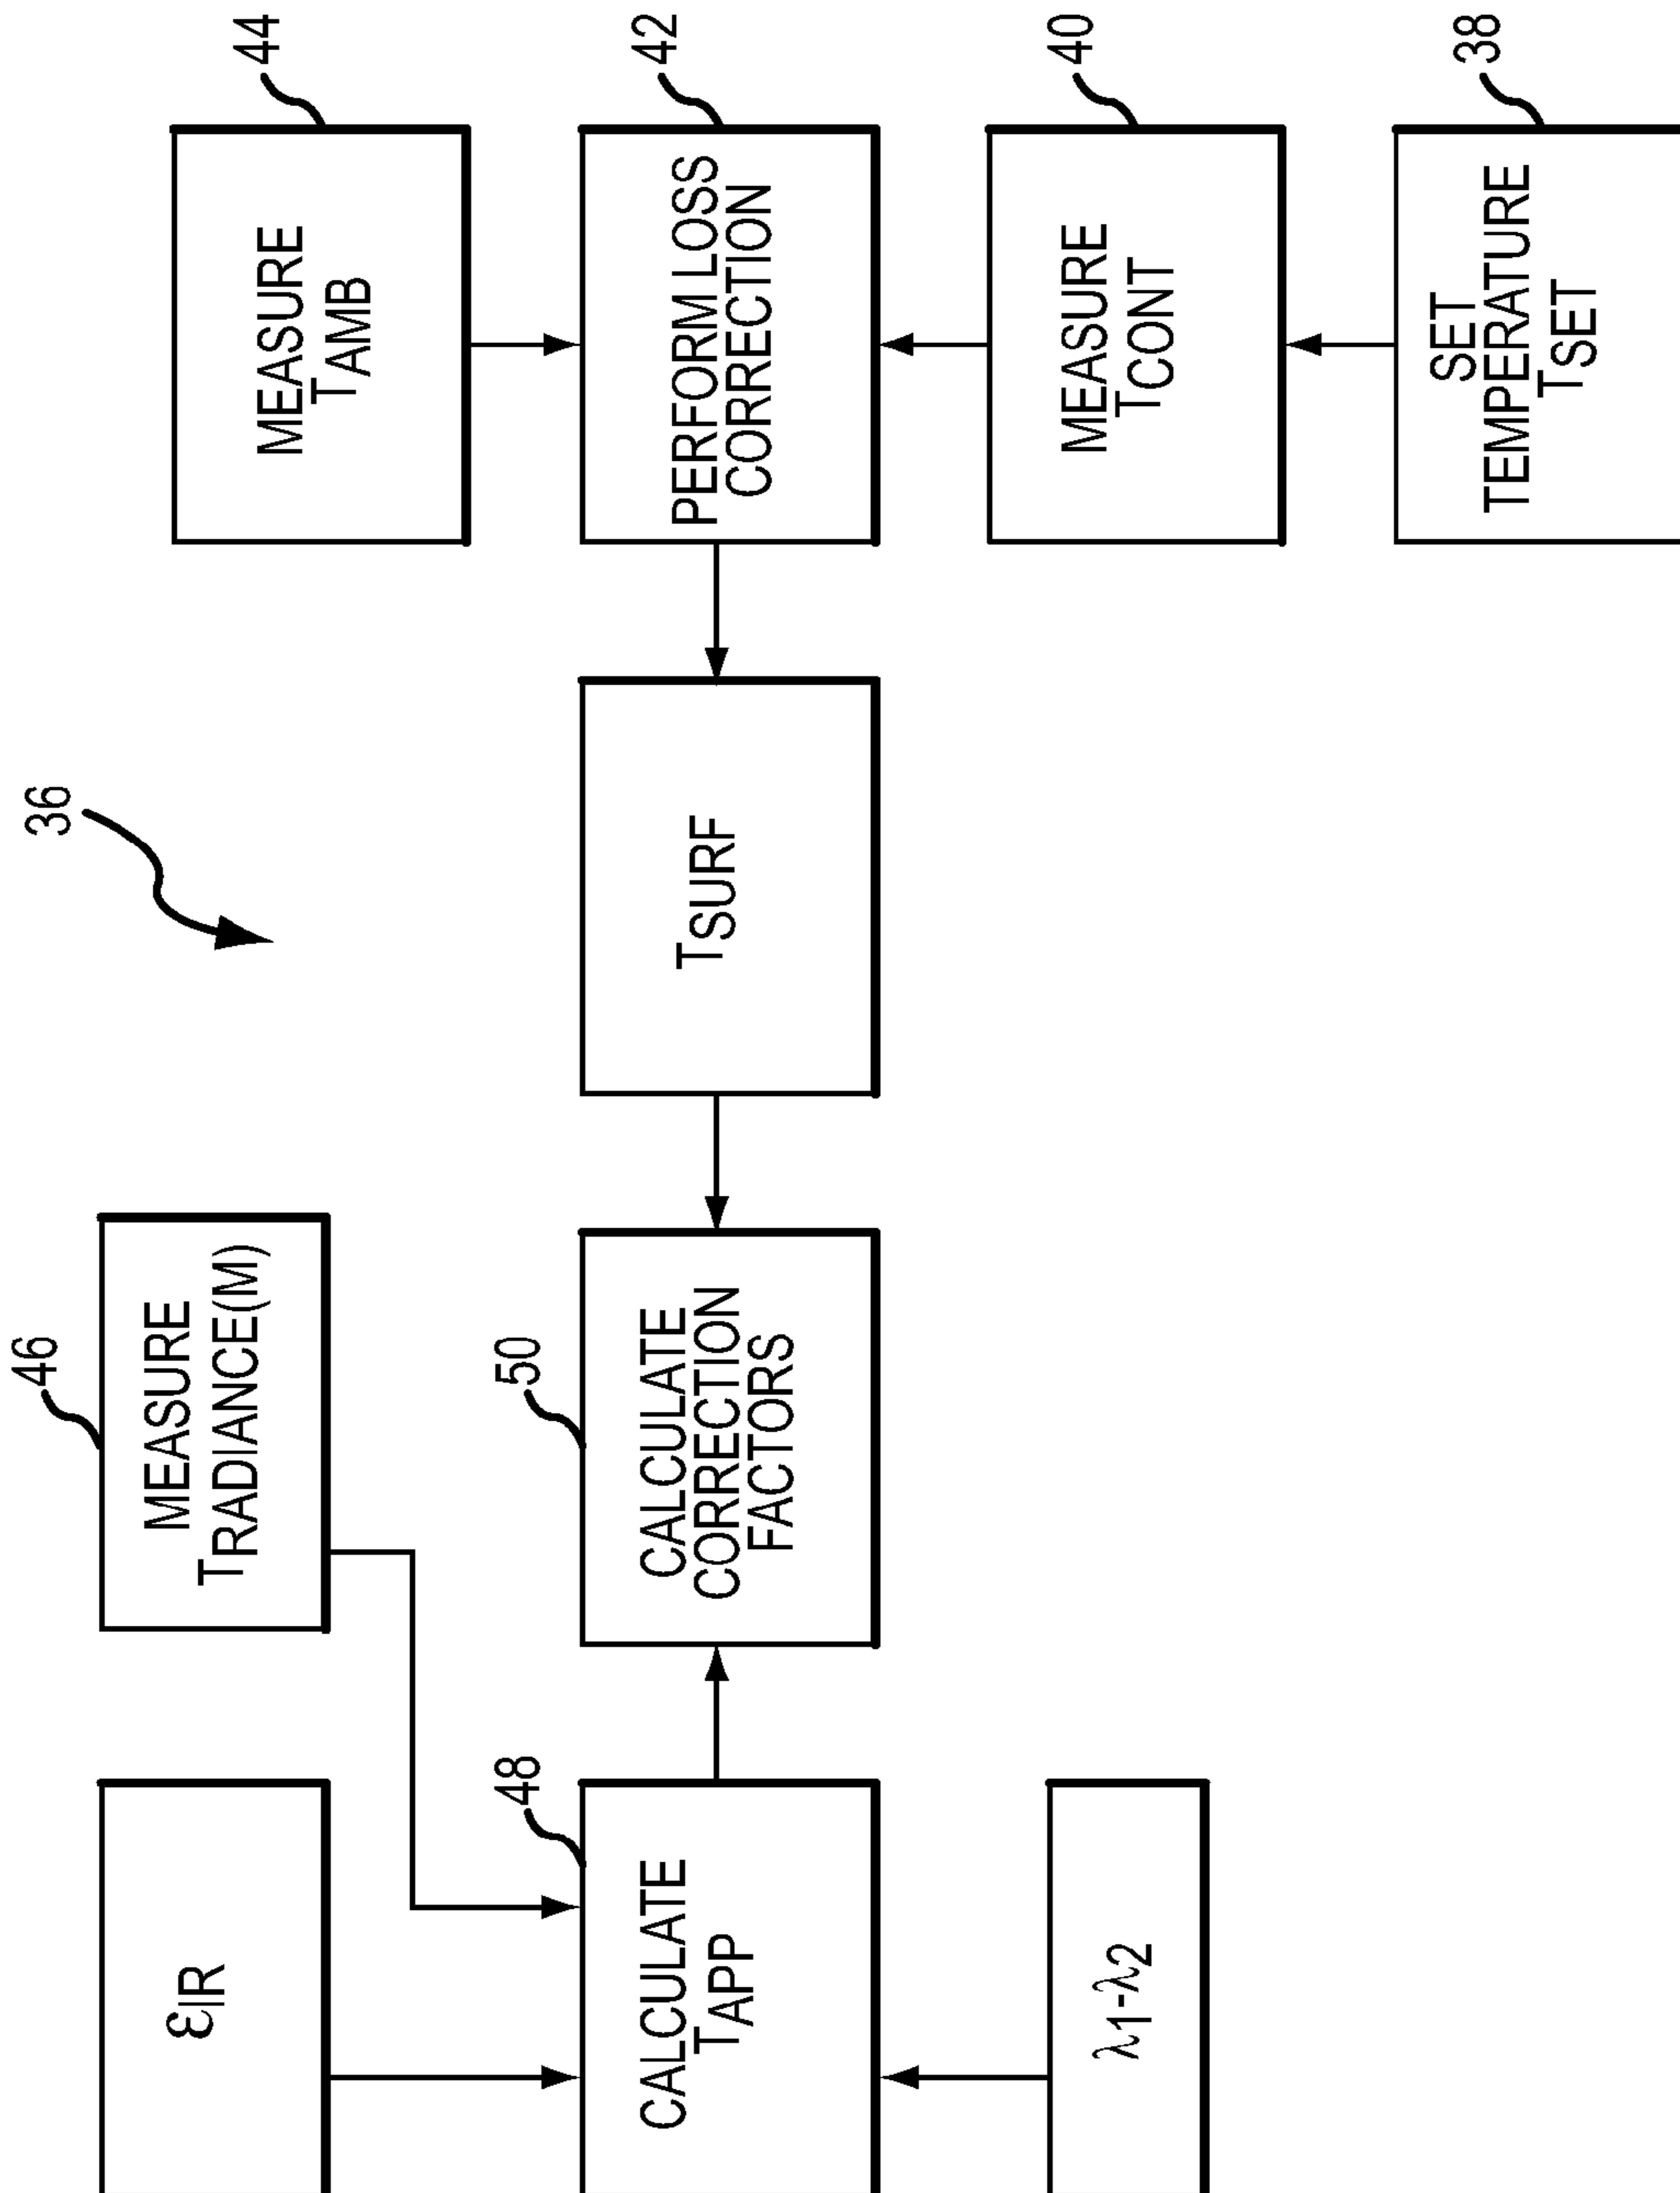 46
36
εIR
MEASURE
TRADIANCE(M)
44
MEASURE
TAMB
48
CALCULATE
TAPP
50
CALCULATE
CORRECTION
FACTORS
TSURF
42
PERFORM LOSS
CORRECTION
λ1-λ2
40
MEASURE
TCONT
38
SET
TEMPERATURE
TSET